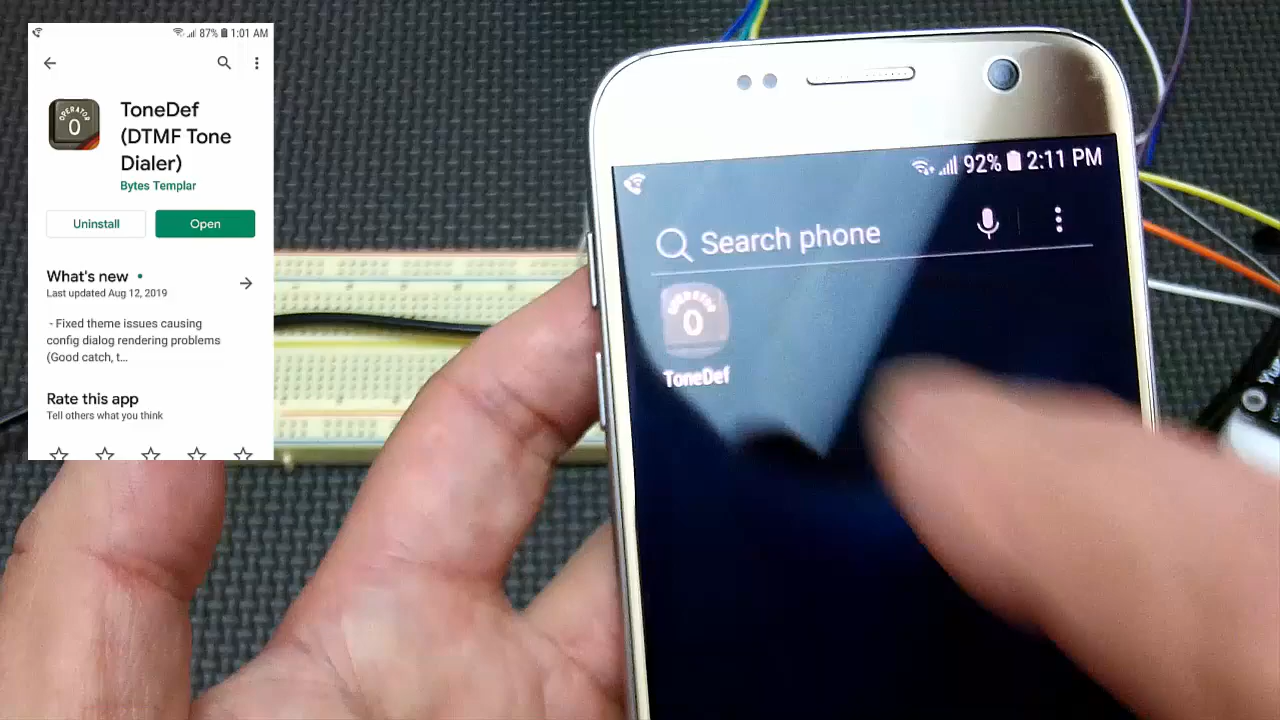 87% 1:01 AM
OPERATOR
0
ToneDef
(DTMF Tone
Dialer)
Bytes Templar
Uninstall
Open
What's new
Last updated Aug 12, 2019
- Fixed theme issues causing
config dialog rendering problems
(Good catch, t...
Rate this app
Tell others what you think
92% 2:11 PM
Search phone
OPERATOR
0
ToneDef